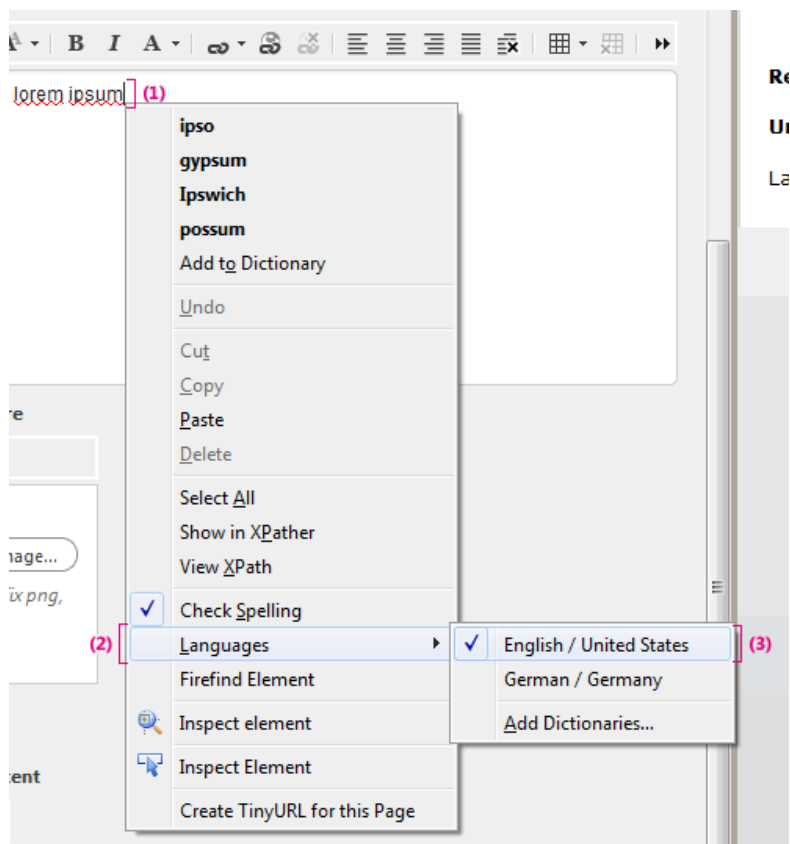 B I A
lorem ipsum (1)
Re
Un
La
ipso
gypsum
Ipswich
possum
Add to Dictionary
Undo
Cut
Copy
Paste
Delete
Select All
Show in XPather
View XPath
Check Spelling
(2) Languages
English / United States (3)
German / Germany
Add Dictionaries...
Firefind Element
Inspect element
Inspect Element
Create TinyURL for this Page
re
nage...
ix png,
tent